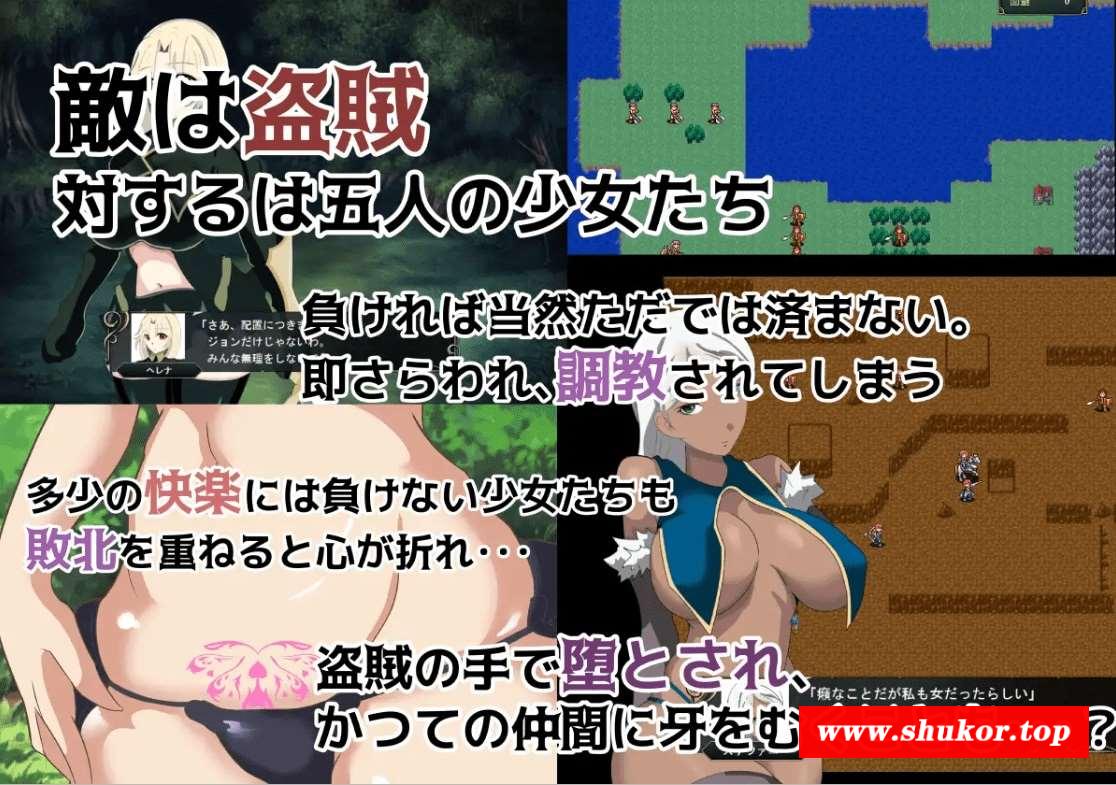 敵は盗賊
対するは五人の少女たち
「さあ、配置につき
ジョンだけじゃないわ。
みんな無理をしな
ヘレナ
負ければ当然ただでは済まない。
即さらわれ、調教されてしまう
多少の快楽には負けない少女たちも
敗北を重ねると心が折れ・・・
盗賊の手で堕とされ、
かつての仲間に牙をむ
?
「癪なことだが私も女だったらしい」
www.shukor.top